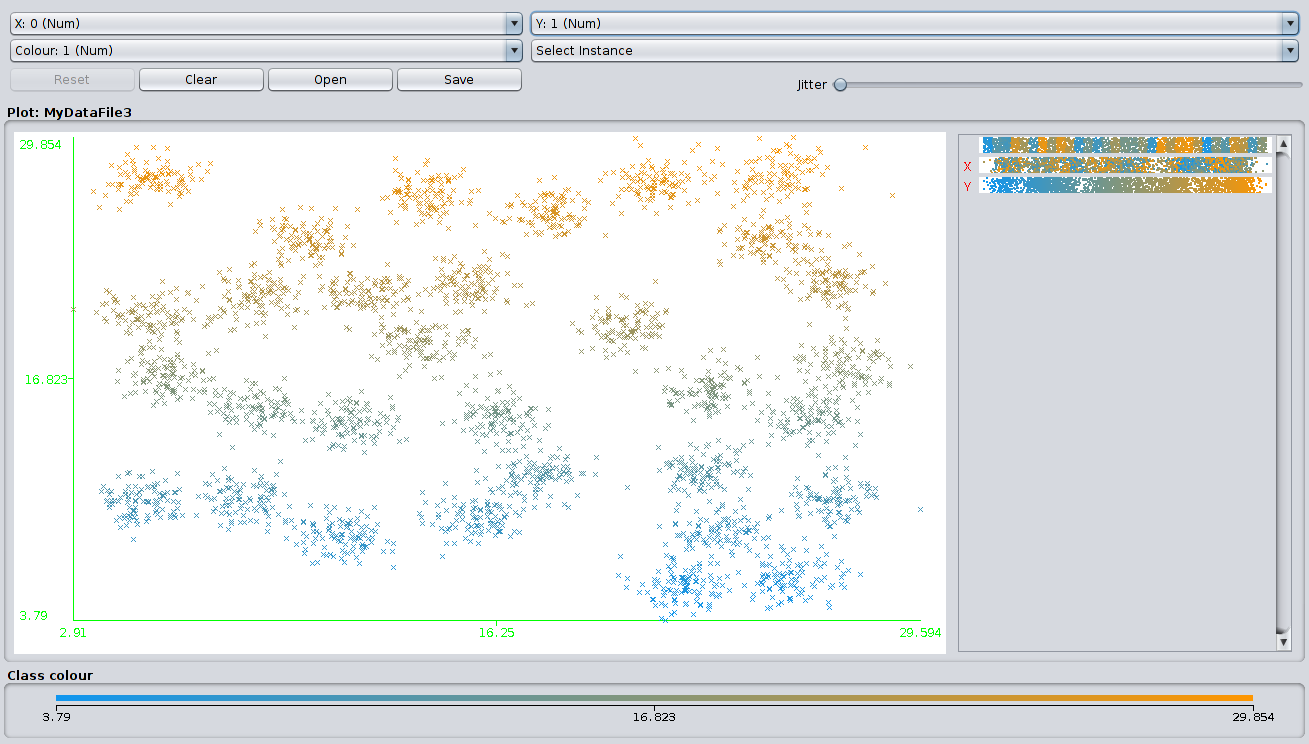 X: 0 (Num)
Y: 1 (Num)
Colour: 1 (Num)
Select Instance
Reset
Clear
Open
Save
Jitter
Plot: MyDataFile3
29.854
16.823
3.79
2.91
16.25
29.594
X
Y
Class colour
3.79
16.823
29.854